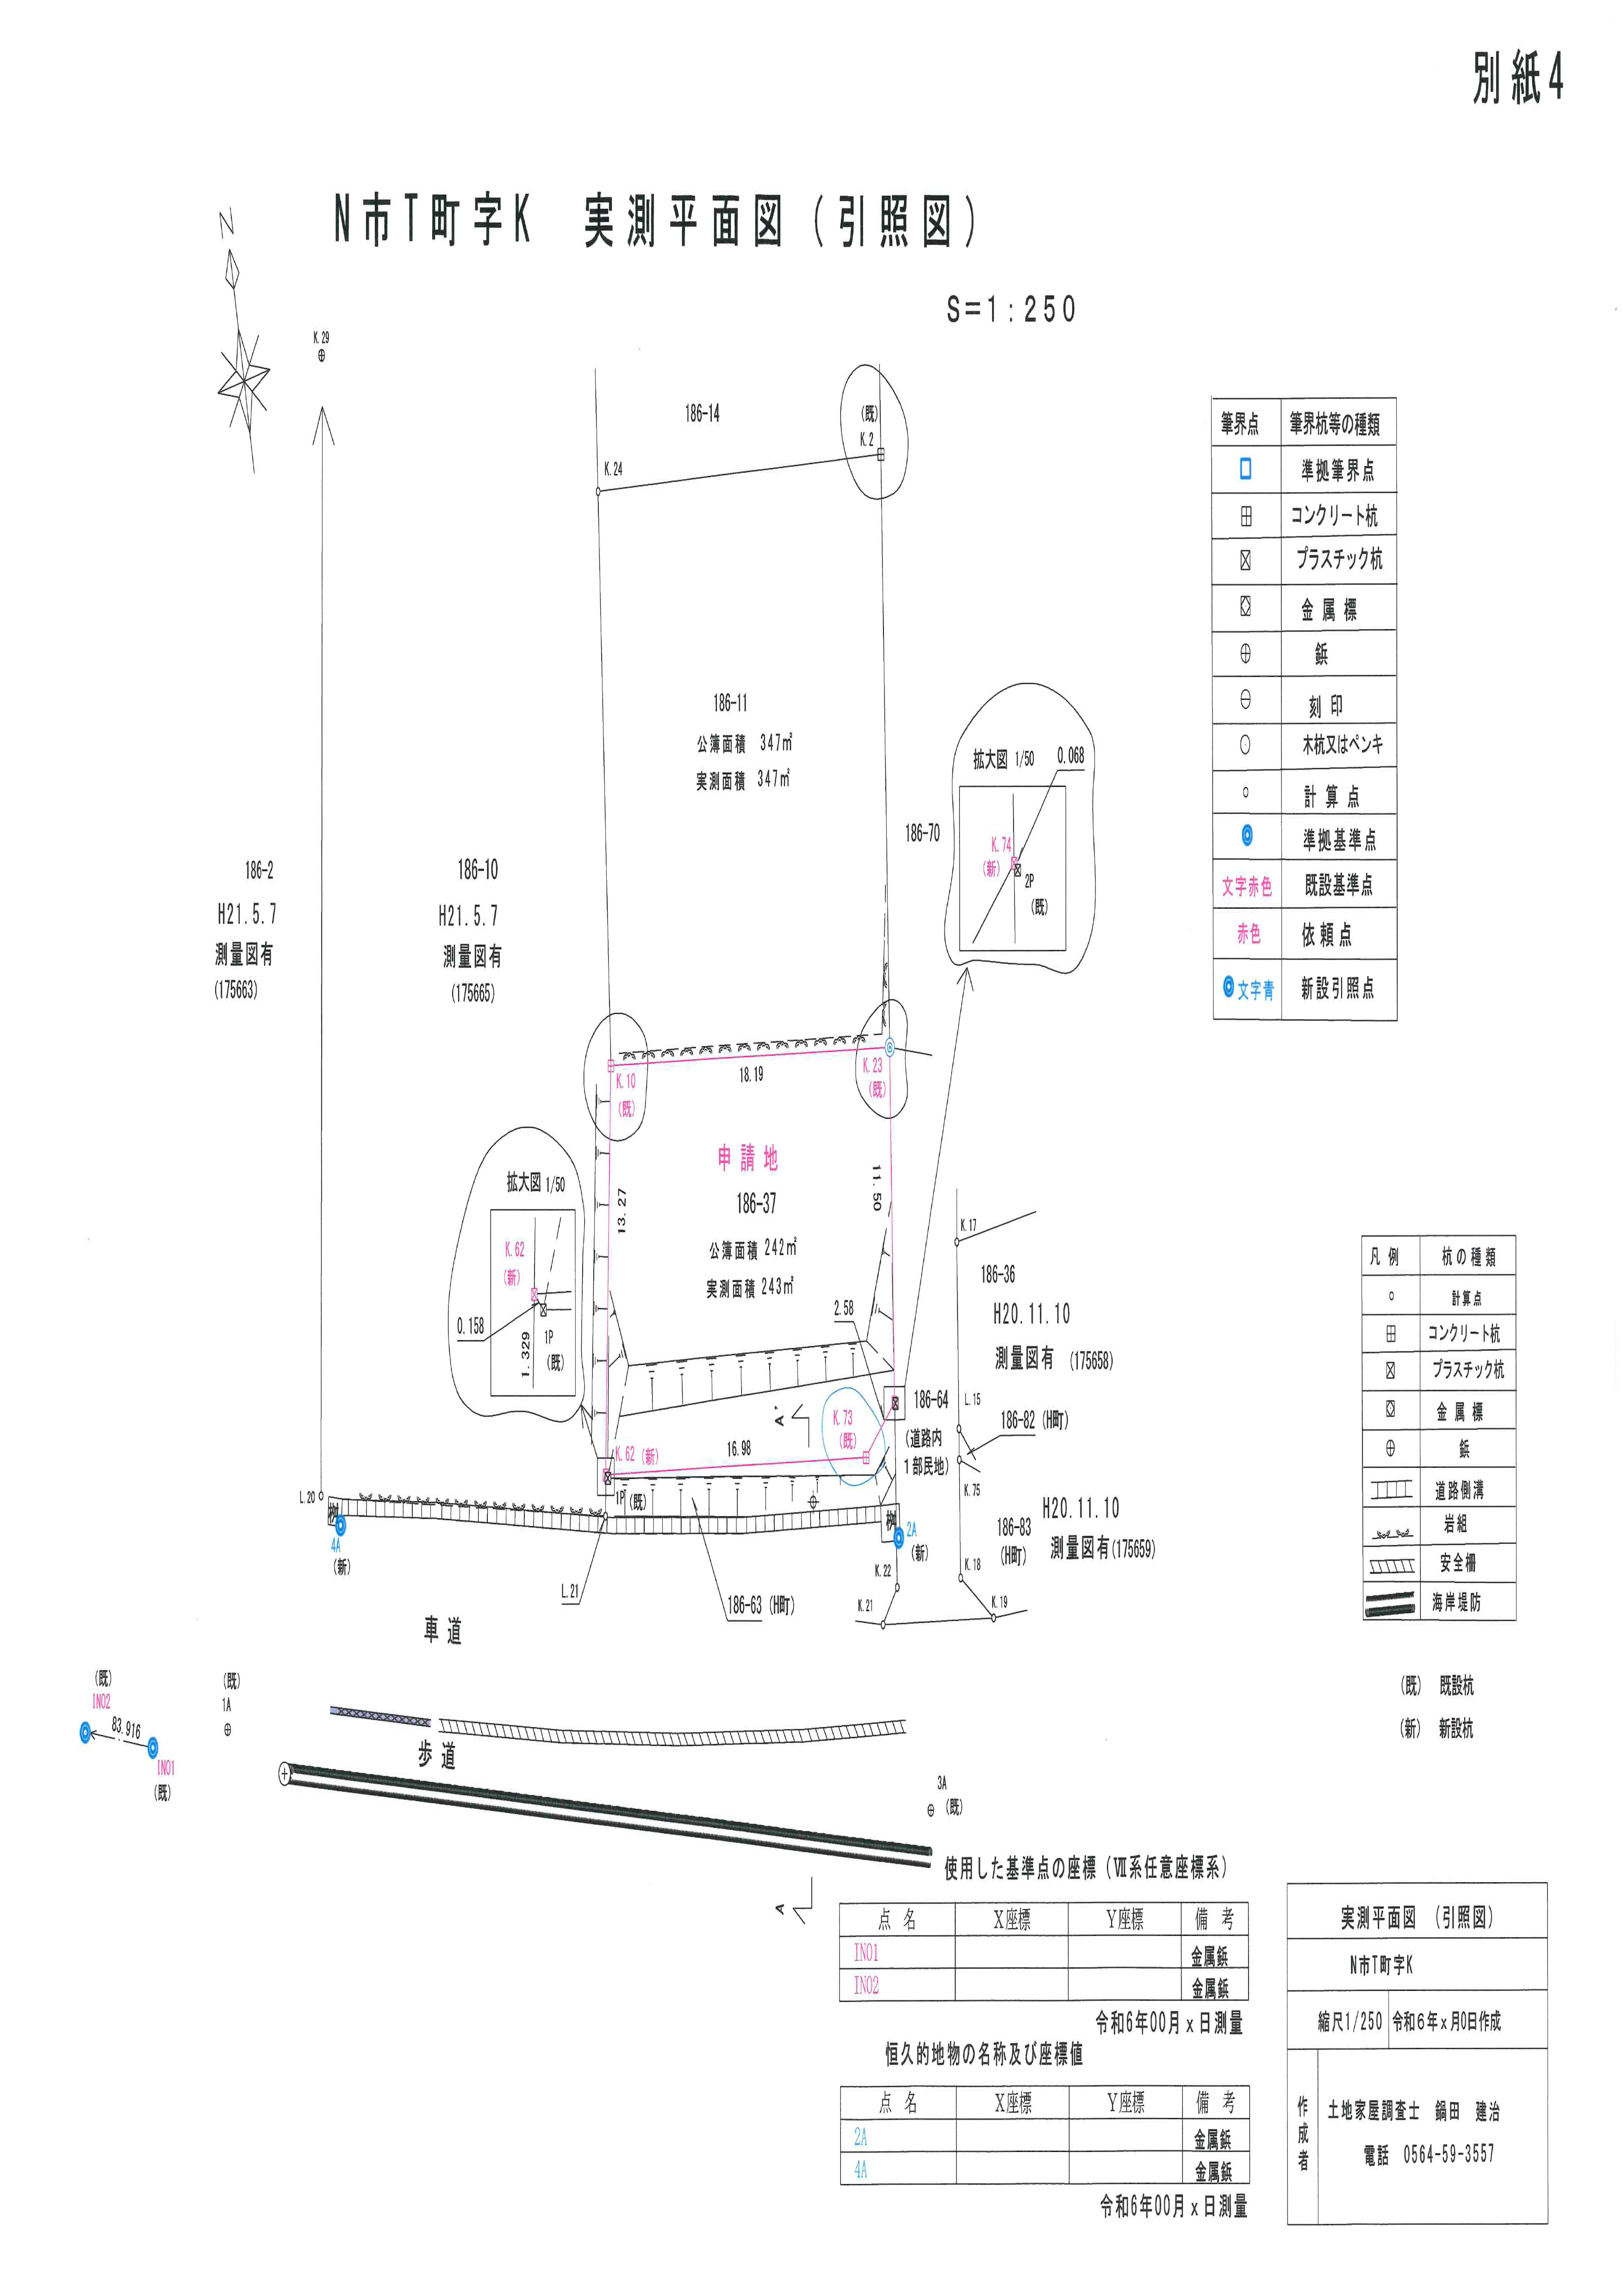 別紙4
N市T町字K 実測平面図(引照図)
S=1:250
N
K.29
186-14
(既)
K.2
K.24
筆界点 筆界杭等の種類
準拠筆界点
コンクリート杭
プラスチック杭
金属標
鋲
刻印
木杭又はペンキ
計算点
準拠基準点
文字赤色 既設基準点
赤色 依頼点
文字青 新設引照点
186-11
公簿面積 347㎡
実測面積 347㎡
拡大図 1/50 0.068
K.74
(新)
2P
(既)
186-70
186-2
H21.5.7
測量図有
(175663)
186-10
H21.5.7
測量図有
(175665)
K.10
(既)
18.19
K.23
(既)
申請地
186-37
公簿面積 242㎡
実測面積 243㎡
13.27
11.50
拡大図 1/50
K.62
(新)
0.158
1.329
1P
(既)
2.58
K.17
186-36
H20.11.10
測量図有 (175658)
L.15
186-82 (H町)
186-64
(道路内
1部民地)
A'
K.73
(既)
16.98
K.62 (新)
1P (既)
K.75
H20.11.10
測量図有(175659)
186-83
(H町)
K.18
K.19
L.20
桝
4A
(新)
桝
2A
(新)
K.22
K.21
L.21
186-63 (H町)
凡例 杭の種類
計算点
コンクリート杭
プラスチック杭
金属標
鋲
道路側溝
岩組
安全柵
海岸堤防
(既) 既設杭
(新) 新設杭
車道
歩道
(既)
INO2
83.916
INO1
(既)
(既)
1A
3A
(既)
A
使用した基準点の座標(Ⅶ系任意座標系)
点名 X座標 Y座標 備考
INO1 金属鋲
INO2 金属鋲
令和6年00月x日測量
恒久的地物の名称及び座標値
点名 X座標 Y座標 備考
2A 金属鋲
4A 金属鋲
令和6年00月x日測量
実測平面図 (引照図)
N市T町字K
縮尺1/250 令和6年x月0日作成
作成者
土地家屋調査士 鍋田 建治
電話 0564-59-3557